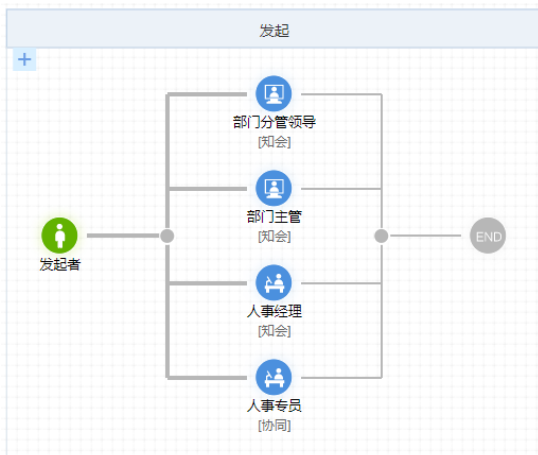 发起
部门分管领导
[知会]
部门主管
[知会]
发起者
END
人事经理
[知会]
人事专员
[协同]